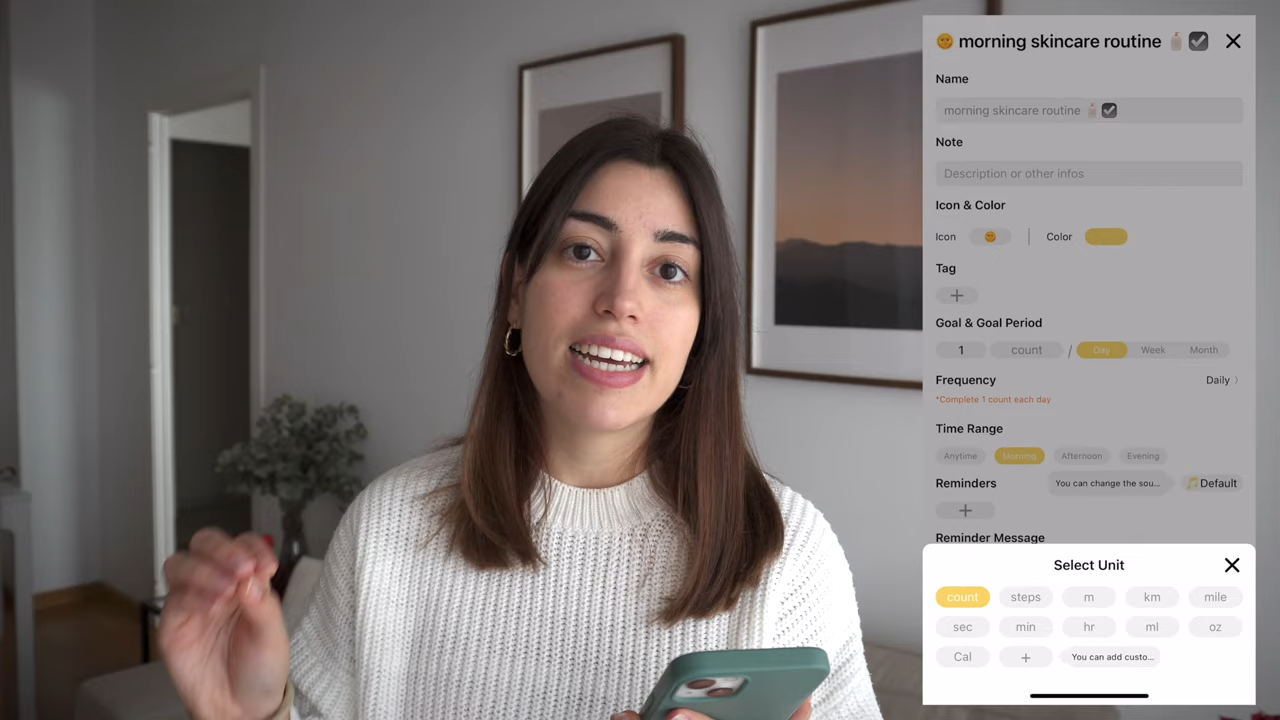 morning skincare routine
Name
morning skincare routine
Note
Description or other infos
Icon & Color
Icon | Color
Tag
+
Goal & Goal Period
1 count / Day Week Month
Frequency Daily
*Complete 1 count each day
Time Range
Anytime Morning Afternoon Evening
Reminders You can change the sou... Default
+
Reminder Message
Select Unit
count steps m km mile
sec min hr ml oz
Cal + You can add custo...